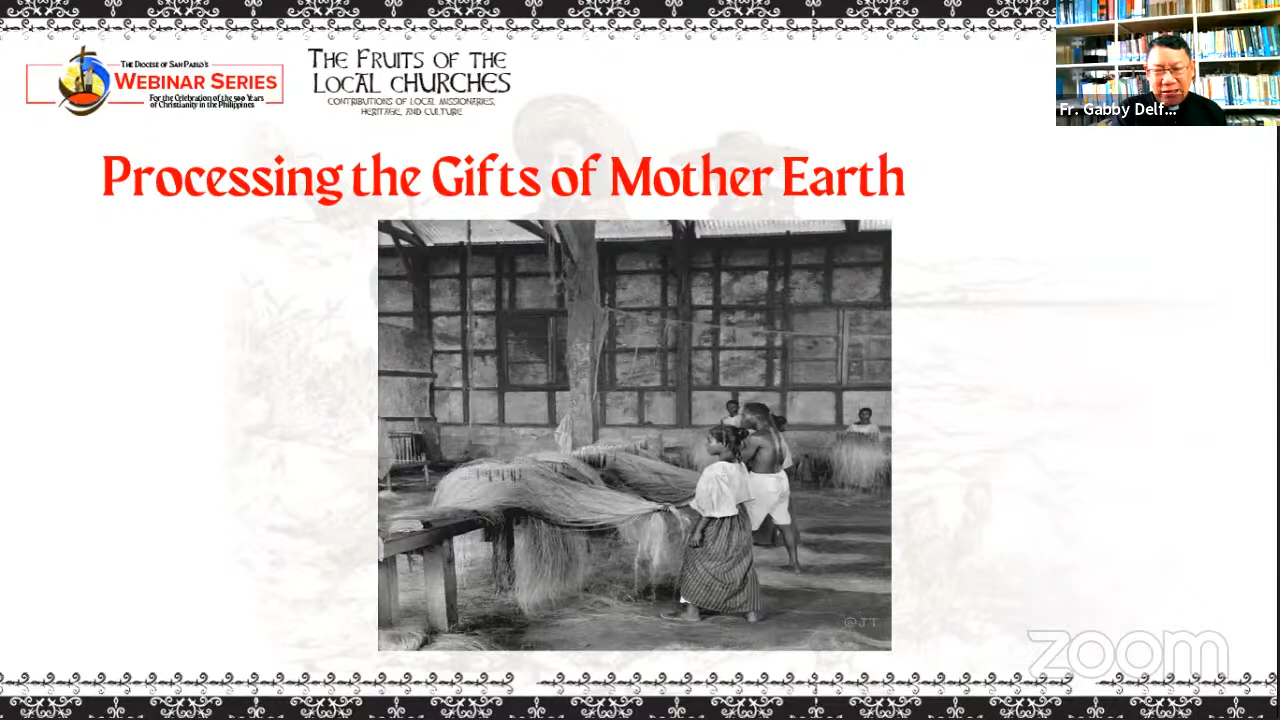 The Diocese of San Pablo's
Webinar Series
For the Celebration of the 500 Years
of Christianity in the Philippines
The Fruits of the
Local Churches
Contributions of Local Missionaries,
Heritage, and Culture
Fr. Gabby Delf...
Processing the Gifts of Mother Earth
@JT
zoom